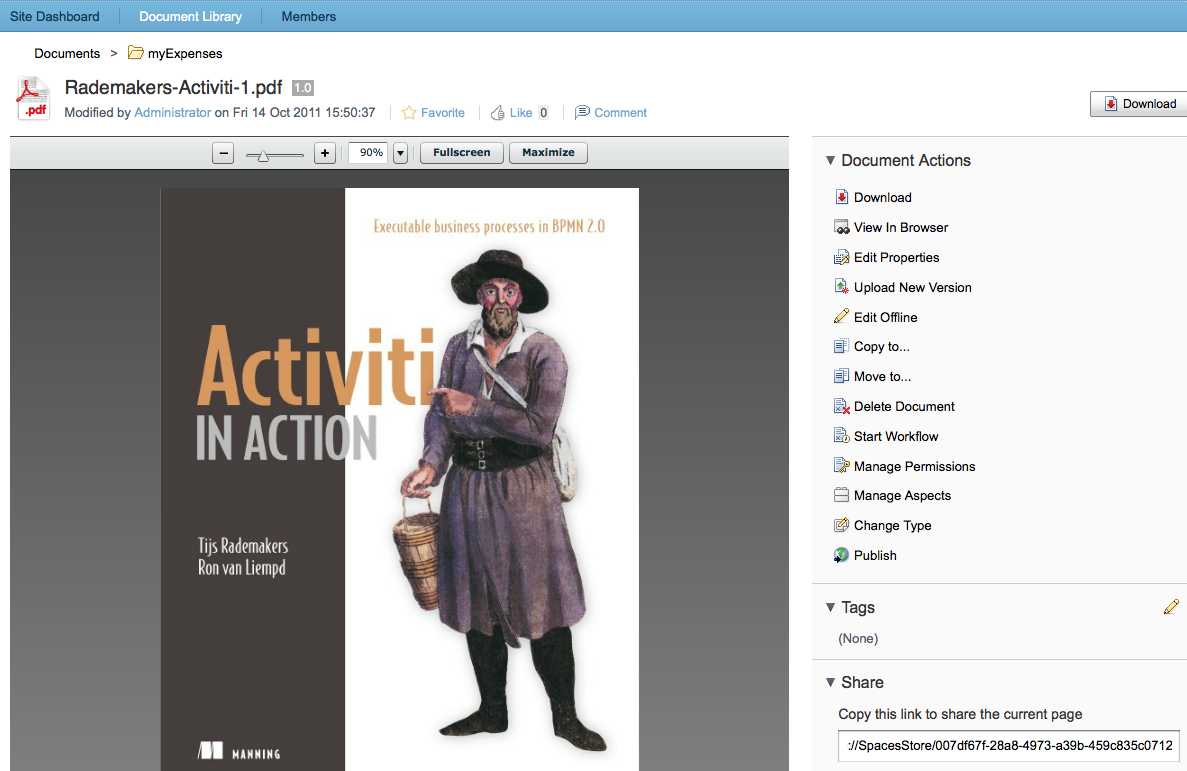 Site Dashboard Document Library Members
Documents > myExpenses
Rademakers-Activiti-1.pdf 1.0
.pdf
Modified by Administrator on Fri 14 Oct 2011 15:50:37 Favorite Like 0 Comment
Download
90% Fullscreen Maximize
Executable business processes in BPMN 2.0
Activiti
IN ACTION
Tijs Rademakers
Ron van Liempd
MANNING
Document Actions
Download
View In Browser
Edit Properties
Upload New Version
Edit Offline
Copy to...
Move to...
Delete Document
Start Workflow
Manage Permissions
Manage Aspects
Change Type
Publish
Tags
(None)
Share
Copy this link to share the current page
://SpacesStore/007df67f-28a8-4973-a39b-459c835c0712